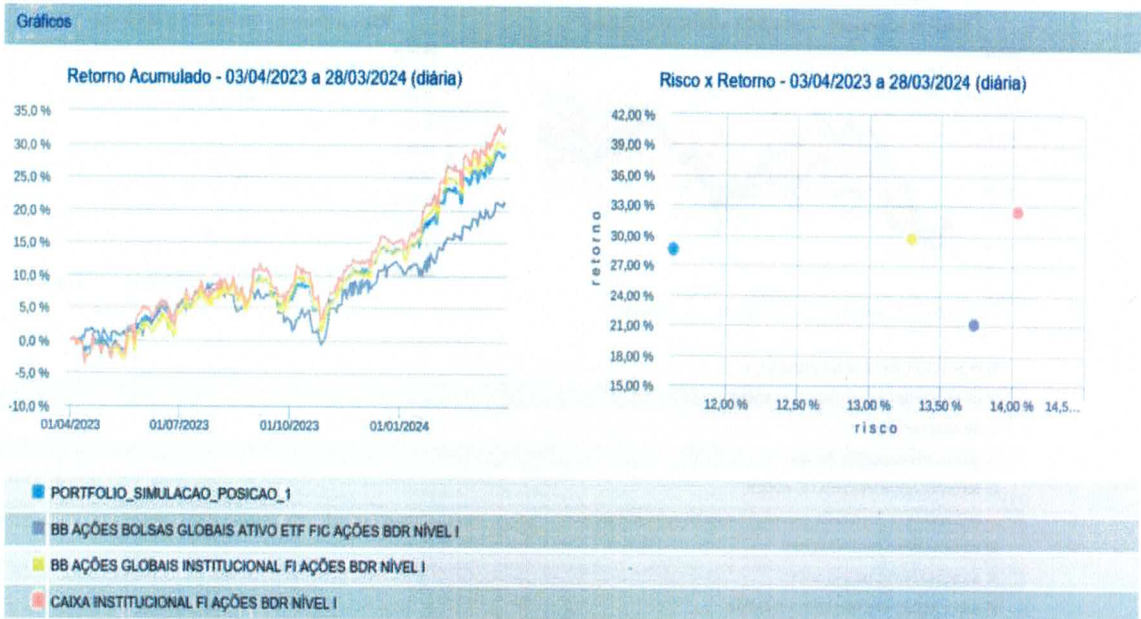 Gráficos
Retorno Acumulado - 03/04/2023 a 28/03/2024 (diária)
35,0 %
30,0 %
25,0 %
20,0 %
15,0 %
10,0 %
5,0 %
0,0 %
-5,0 %
-10,0 %
01/04/2023 01/07/2023 01/10/2023 01/01/2024
Risco x Retorno - 03/04/2023 a 28/03/2024 (diária)
retorno
42,00 %
39,00 %
36,00 %
33,00 %
30,00 %
27,00 %
24,00 %
21,00 %
18,00 %
15,00 %
12,00 % 12,50 % 13,00 % 13,50 % 14,00 % 14,5...
risco
PORTFOLIO_SIMULACAO_POSICAO_1
BB AÇÕES BOLSAS GLOBAIS ATIVO ETF FIC AÇÕES BDR NÍVEL I
BB AÇÕES GLOBAIS INSTITUCIONAL FI AÇÕES BDR NÍVEL I
CAIXA INSTITUCIONAL FI AÇÕES BDR NÍVEL I